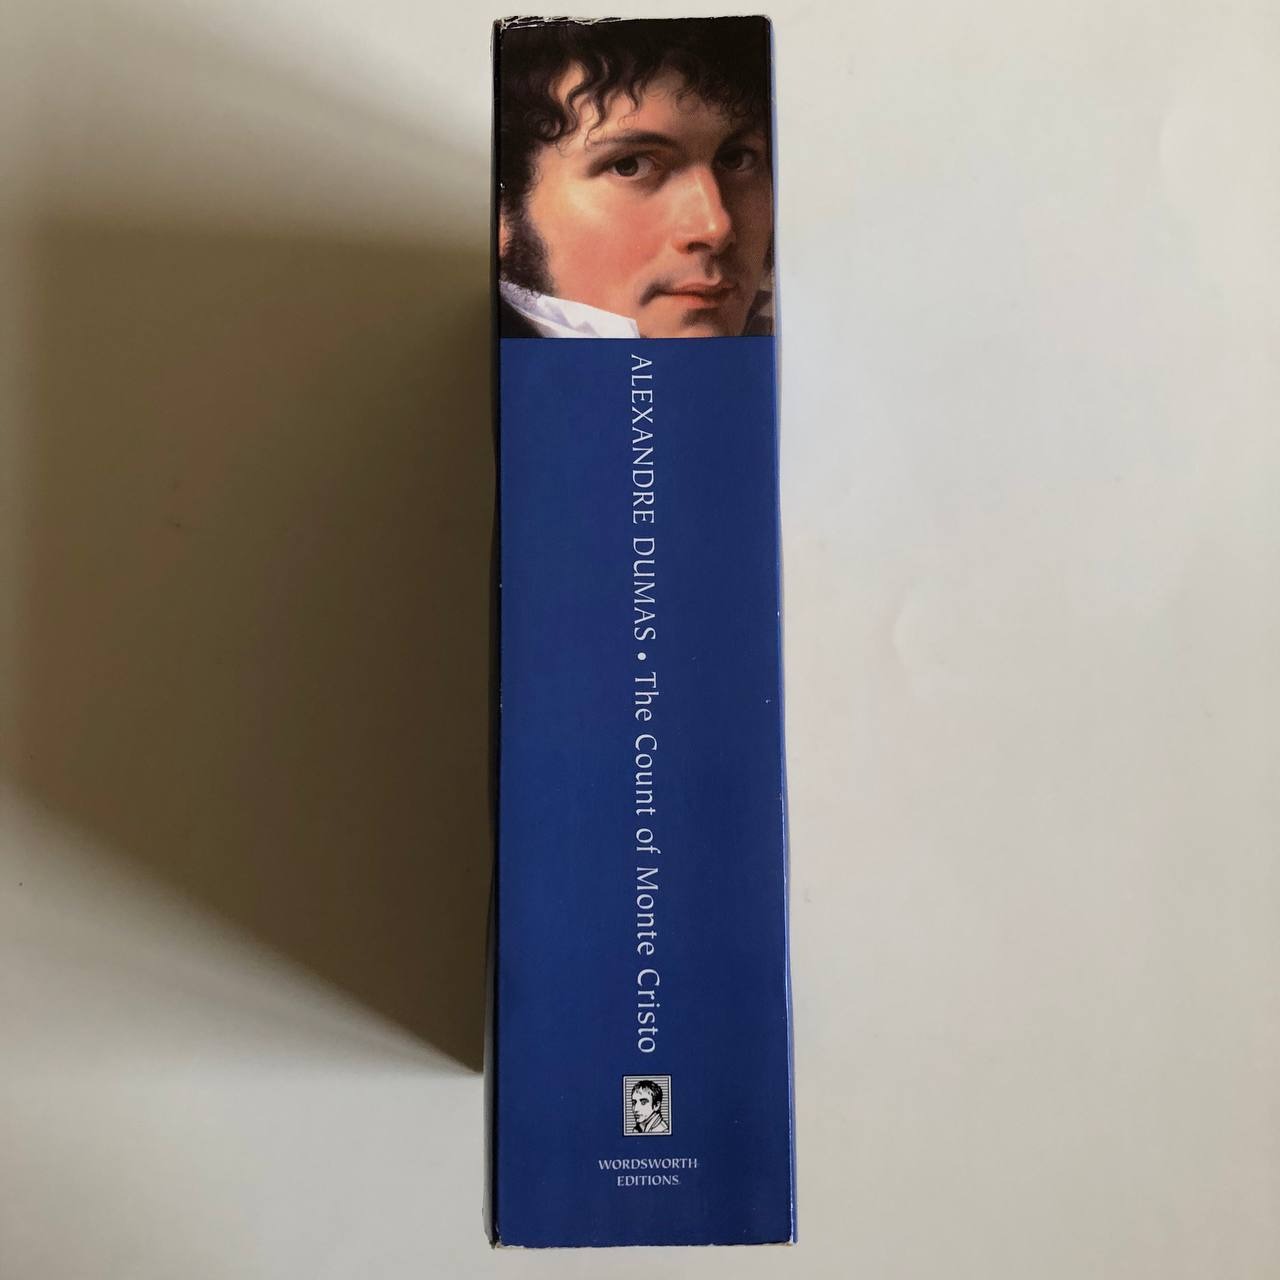 ALEXANDRE DUMAS • The Count of Monte Cristo
WORDSWORTH
EDITIONS